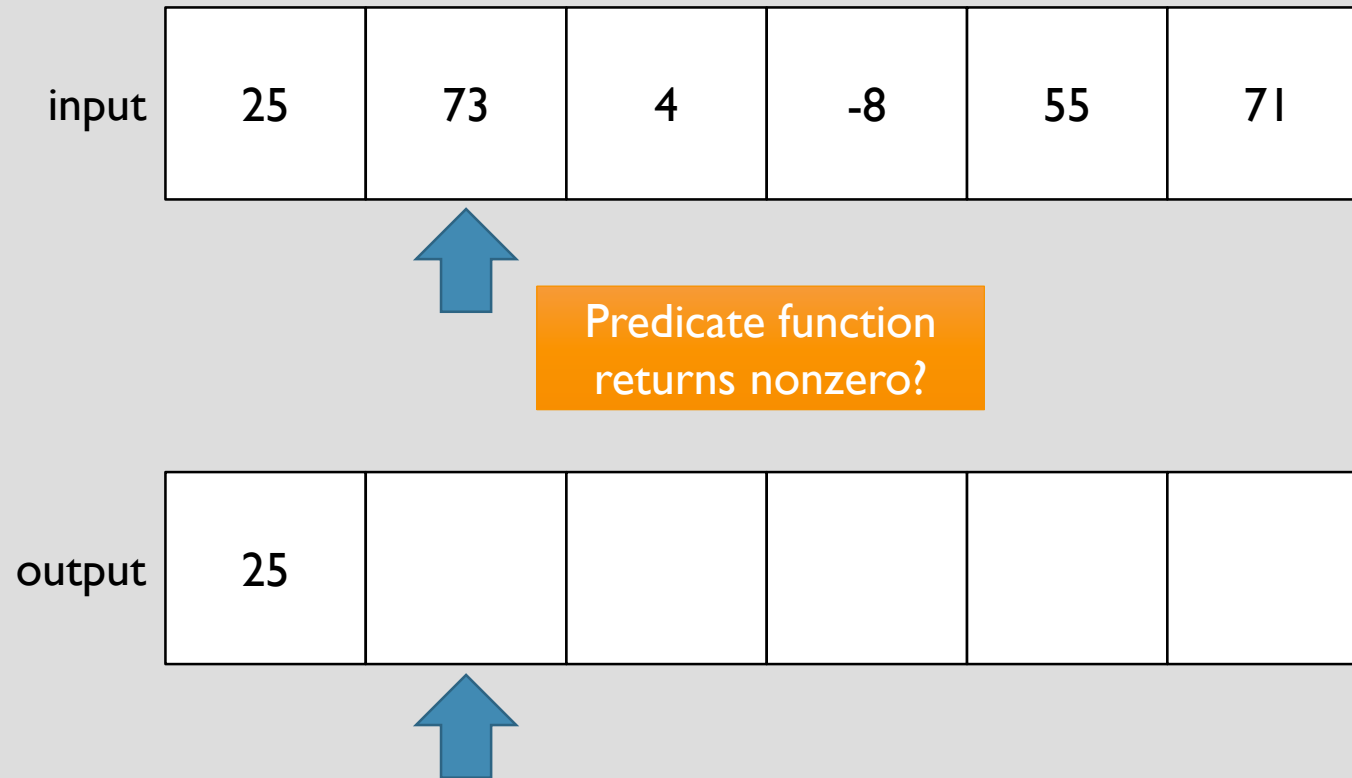 input 25 73 4 -8 55 71
Predicate function
returns nonzero?
output 25